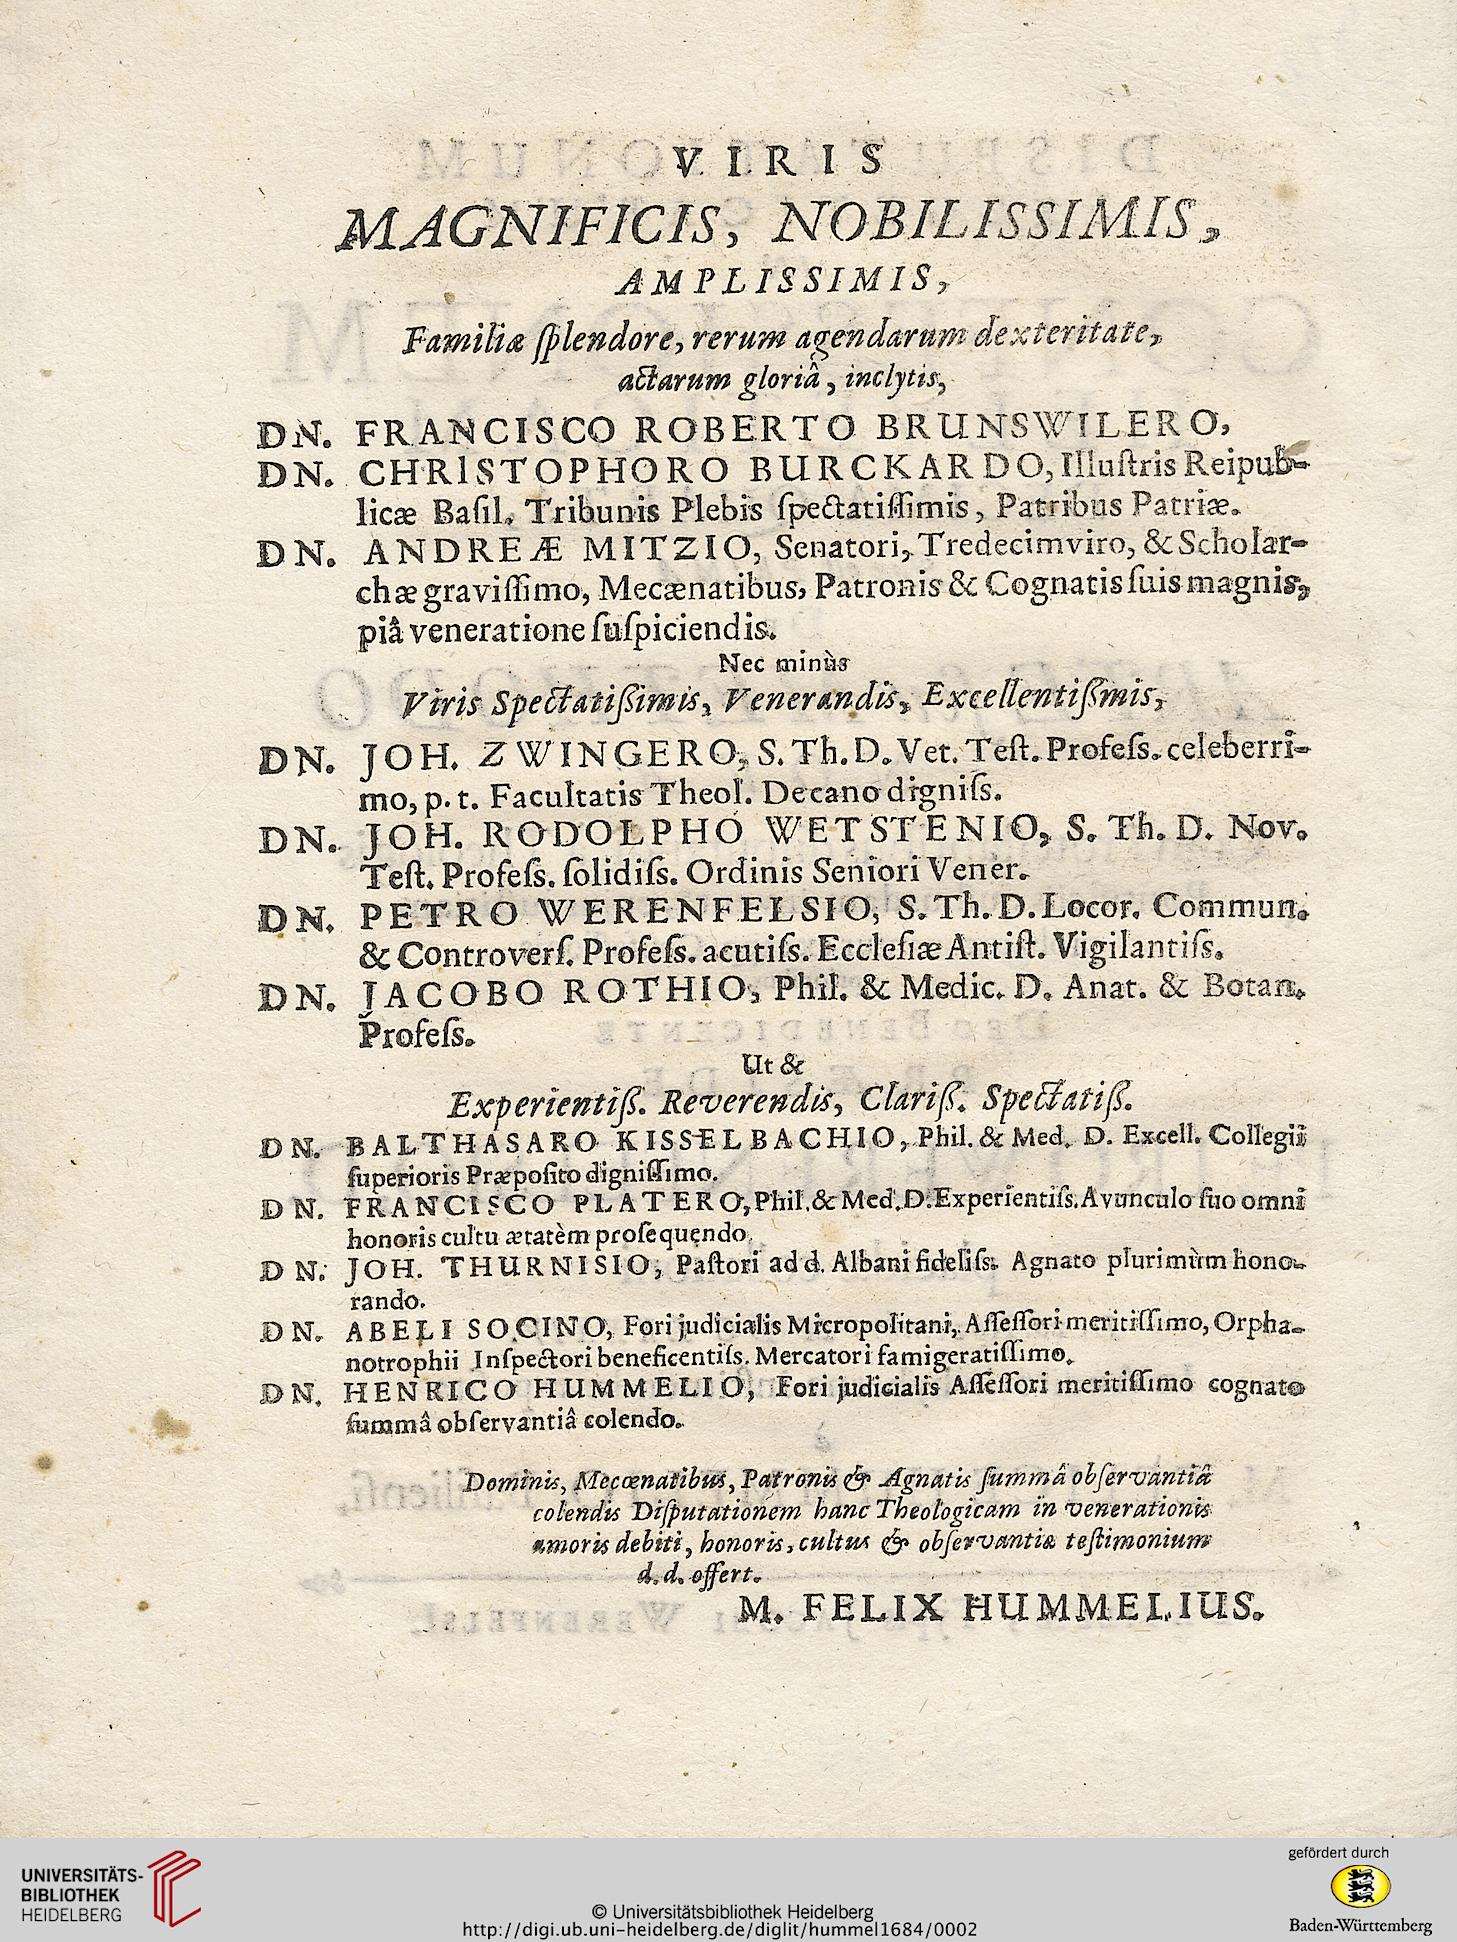 VIRIS
MAGNIFICIS, NOBILISSIMIS,
AMPLISSIMIS,
Familiæ ſplendore, rerum agendarum dexteritate,
actarum gloriâ, inclytis,
DN. FRANCISCO ROBERTO BRUNSWILERO,
DN. CHRISTOPHORO BURCKARDO, Illuſtris Reipub-
licæ Baſil. Tribunis Plebis ſpectatiſſimis, Patribus Patriæ.
DN. ANDREÆ MITZIO, Senatori, Tredecimviro, & Scholar-
chæ graviſſimo, Mecænatibus, Patronis & Cognatis ſuis magnis,
piâ veneratione ſuſpiciendis.
Nec minùs
Viris Spectatißimis, Venerandis, Excellentißmis,
DN. JOH. ZWINGERO, S. Th. D. Vet. Teſt. Profeſs. celeberri-
mo, p. t. Facultatis Theol. Decano digniſs.
DN. JOH. RODOLPHO WETSTENIO, S. Th. D. Nov.
Teſt. Profeſs. ſolidiſs. Ordinis Seniori Vener.
DN. PETRO WERENFELSIO, S. Th. D. Locor. Commun.
& Controverſ. Profeſs. acutiſs. Eccleſiæ Antiſt. Vigilantiſs.
DN. JACOBO ROTHIO, Phil. & Medic. D. Anat. & Botan.
Profeſs.
Ut &
Experientiß. Reverendis, Clariß. Spectatiß.
DN. BALTHASARO KISSELBACHIO, Phil. & Med. D. Excell. Collegii
ſuperioris Præpoſito digniſſimo.
DN. FRANCISCO PLATERO, Phil. & Med. D. Experientiſs. Avunculo ſuo omni
honoris cultu ætatèm proſequendo.
DN. JOH. THURNISIO, Paſtori ad d. Albani fideliſs. Agnato plurimùm hono-
rando.
DN. ABELI SOCINO, Fori judicialis Micropolitani, Aſſeſſori meritiſſimo, Orpha-
notrophii Inſpectori beneficentiſs. Mercatori famigeratiſſimo.
DN. HENRICO HUMMELIO, Fori judicialis Aſſeſſori meritiſſimo cognato
ſummâ obſervantiâ colendo.
Dominis, Mecœnatibus, Patronis & Agnatis ſummâ obſervantiâ
colendis Diſputationem hanc Theologicam in venerationis
amoris debiti, honoris, cultus & obſervantiæ teſtimonium
d. d. offert.
M. FELIX HUMMELIUS.
UNIVERSITÄTS-
BIBLIOTHEK
HEIDELBERG
© Universitätsbibliothek Heidelberg
http://digi.ub.uni-heidelberg.de/diglit/hummel1684/0002
gefördert durch
Baden-Württemberg